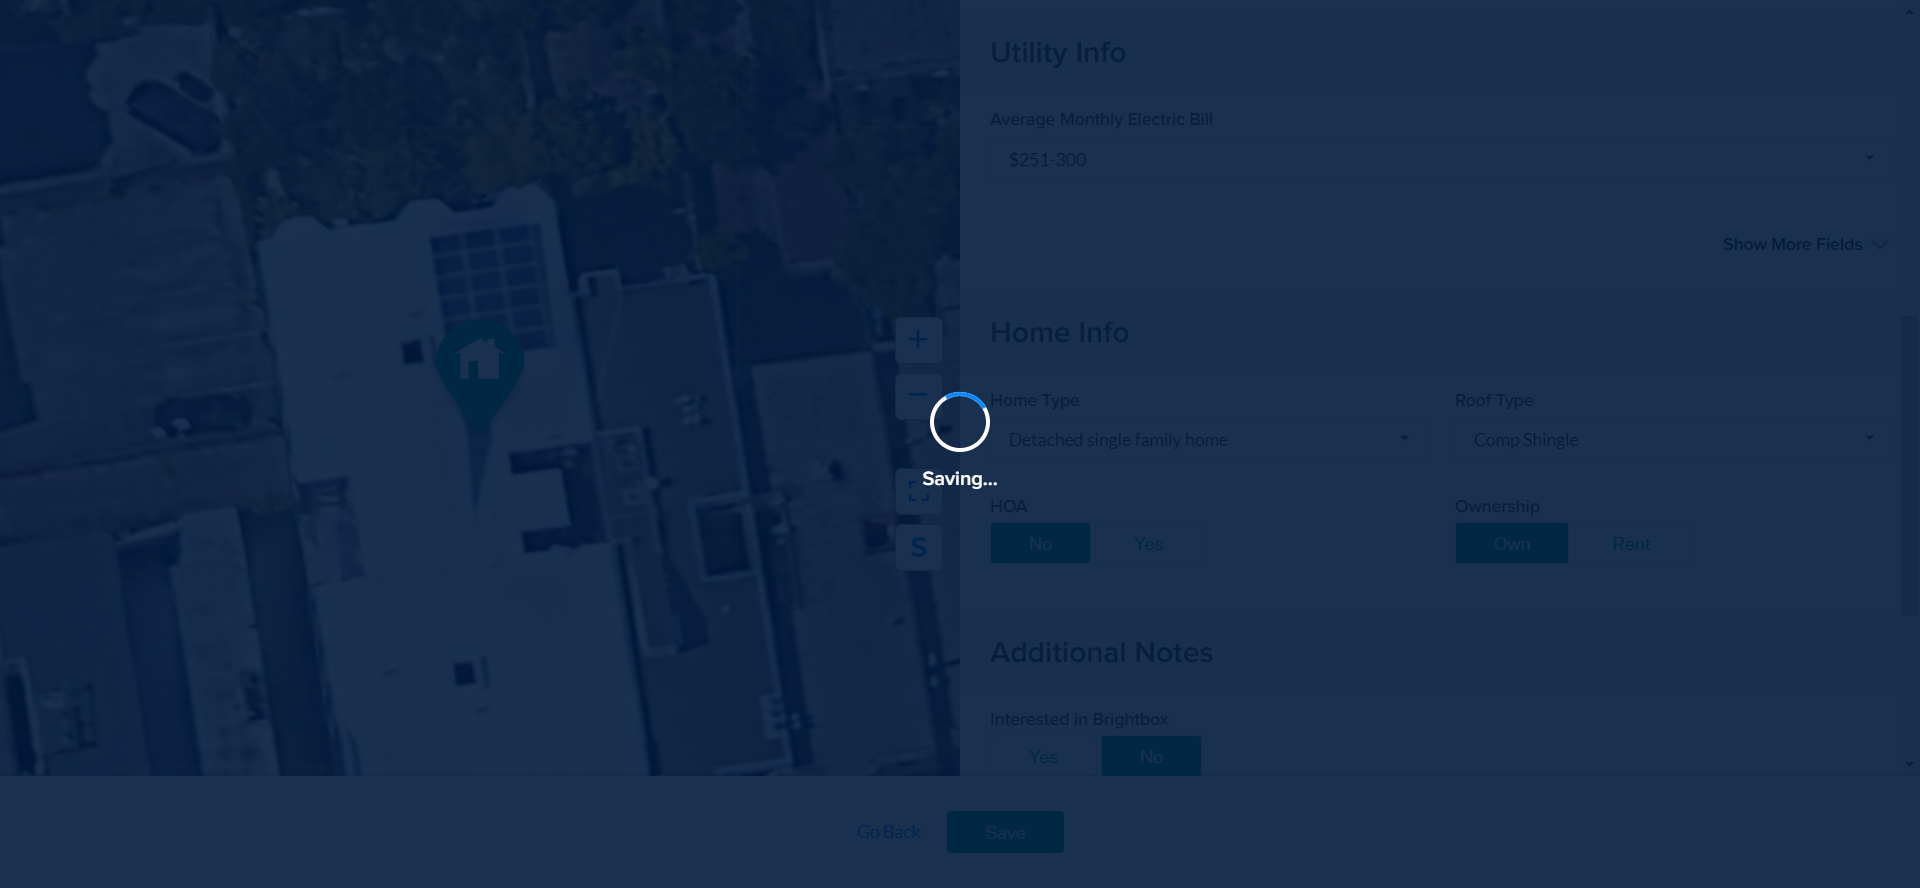 Utility Info
Average Monthly Electric Bill
$251-300
Show More Fields
Home Info
Home Type
Roof Type
Detached single family home
Comp Shingle
Saving...
HOA
Ownership
No
Yes
Own
Rent
S
Additional Notes
Interested in Brightbox
Yes
No
Go Back
Save